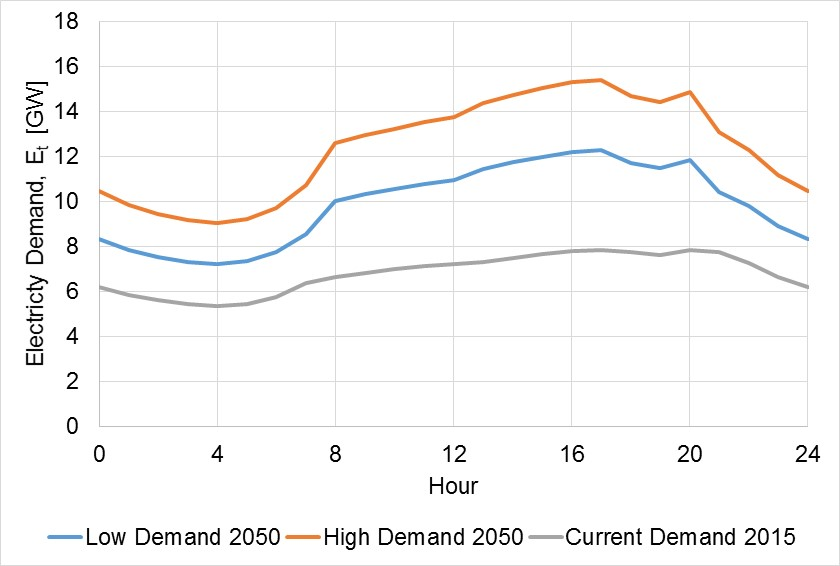 Electricty Demand, Et [GW]
18
16
14
12
10
8
6
4
2
0
0 4 8 12 16 20 24
Hour
Low Demand 2050 High Demand 2050 Current Demand 2015